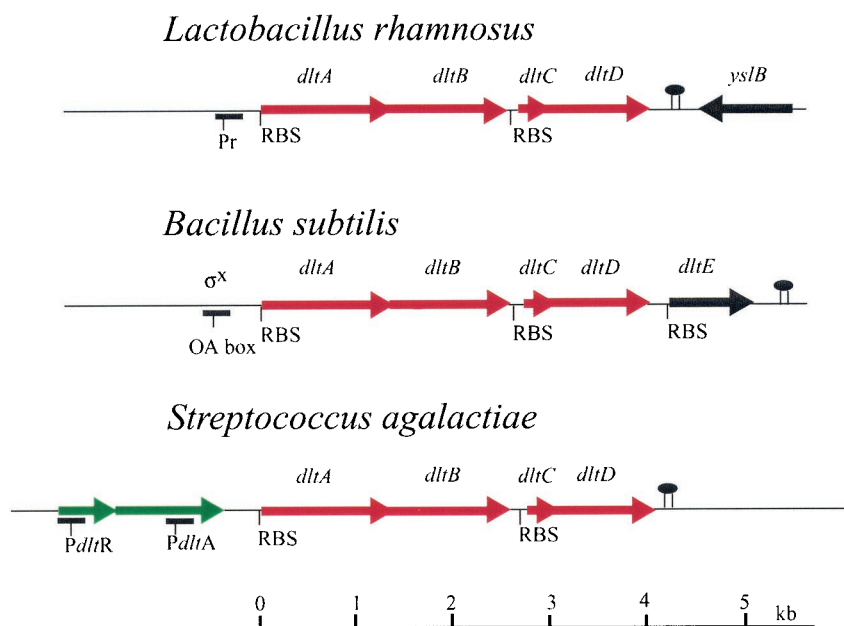 Lactobacillus rhamnosus
dltA dltB dltC dltD yslB
Pr RBS RBS
Bacillus subtilis
σx dltA dltB dltC dltD dltE
OA box RBS RBS RBS
Streptococcus agalactiae
dltA dltB dltC dltD
PdltR PdltA RBS RBS
0 1 2 3 4 5 kb